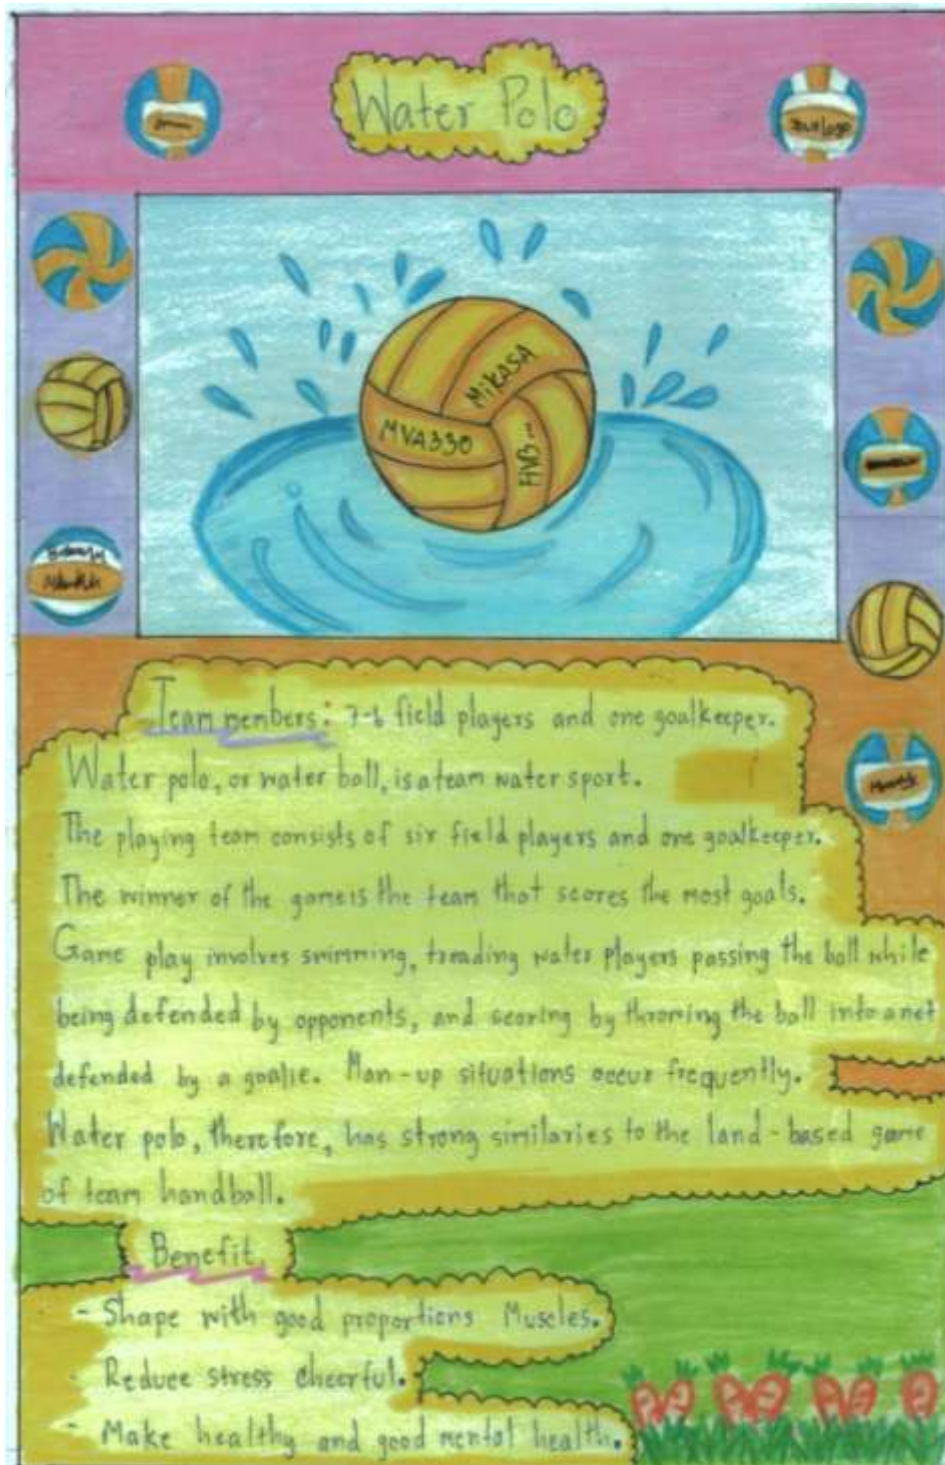 Water Polo
Your Logo
MIKASA
MVA330
FIVB...
Team members: 7-6 field players and one goalkeeper.
Water polo, or water ball, is a team water sport.
The playing team consists of six field players and one goalkeeper.
The winner of the game is the team that scores the most goals.
Game play involves swimming, treading water players passing the ball while
being defended by opponents, and scoring by throwing the ball into a net
defended by a goalie. Man-up situations occur frequently.
Water polo, therefore, has strong similaries to the land-based game
of team handball.
Benefit
- Shape with good proportions Muscles.
- Reduce stress cheerful.
- Make healthy and good mental health.